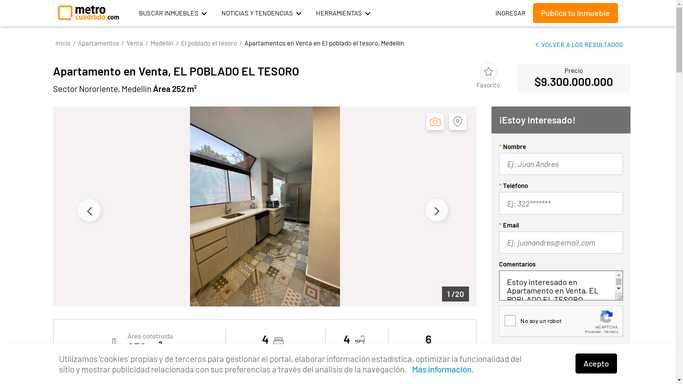 metro
cuadrado.com
BUSCAR INMUEBLES
NOTICIAS Y TENDENCIAS
HERRAMIENTAS
INGRESAR
Publica tu inmueble
Inicio / Apartamentos / Venta / Medellín / El poblado el tesoro / Apartamentos en Venta en El poblado el tesoro, Medellín
VOLVER A LOS RESULTADOS
Apartamento en Venta, EL POBLADO EL TESORO
Sector Nororiente, Medellín Área 252 m²
Favorito
Precio
$9.300.000.000
1 / 20
¡Estoy Interesado!
* Nombre
Ej: Juan Andres
* Teléfono
Ej: 322*******
* Email
Ej: juanandres@email.com
Comentarios
Estoy interesado en
Apartamento en Venta, EL
POBLADO EL TESORO
No soy un robot
reCAPTCHA
Privacidad - Términos
Área construida
4
4
6
Utilizamos 'cookies' propias y de terceros para gestionar el portal, elaborar información estadística, optimizar la funcionalidad del
sitio y mostrar publicidad relacionada con sus preferencias a través del análisis de la navegación. Más información.
Acepto